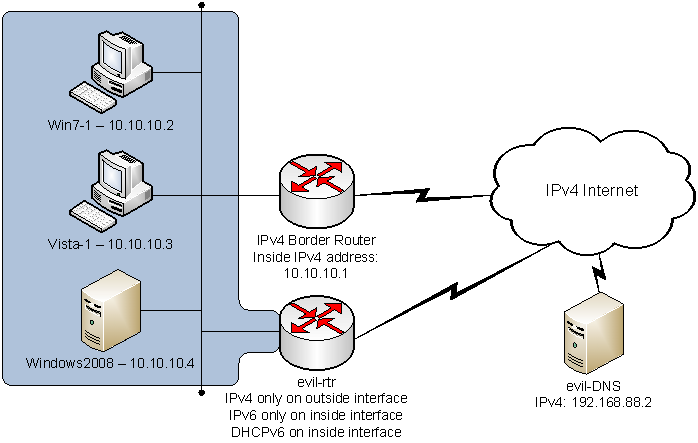 Win7-1 – 10.10.10.2
Vista-1 – 10.10.10.3
Windows2008 – 10.10.10.4
IPv4 Border Router
Inside IPv4 address:
10.10.10.1
evil-rtr
IPv4 only on outside interface
IPv6 only on inside interface
DHCPv6 on inside interface
IPv4 Internet
evil-DNS
IPv4: 192.168.88.2